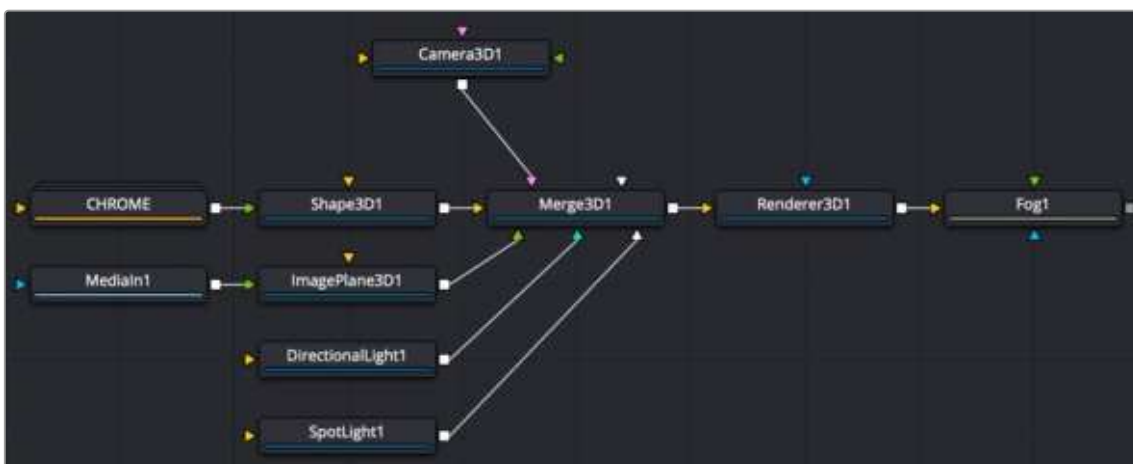 Camera3D1
CHROME
Shape3D1
Merge3D1
Renderer3D1
Fog1
MediaIn1
ImagePlane3D1
DirectionalLight1
SpotLight1